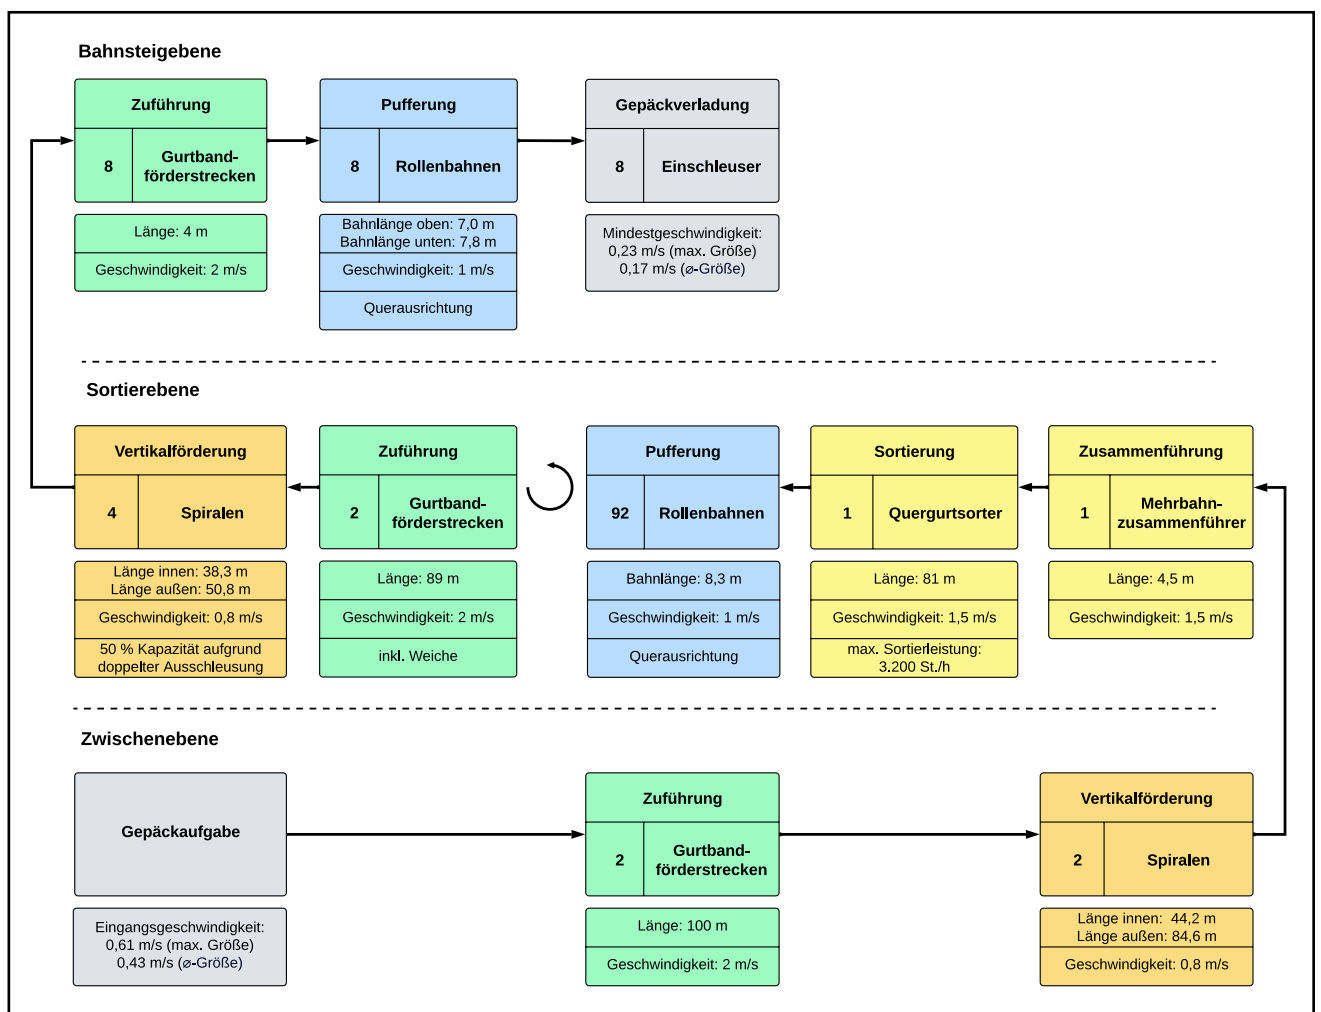 Bahnsteigebene
Zuführung
8
Gurtband-
förderstrecken
Länge: 4 m
Geschwindigkeit: 2 m/s
Pufferung
8
Rollenbahnen
Bahnlänge oben: 7,0 m
Bahnlänge unten: 7,8 m
Geschwindigkeit: 1 m/s
Querausrichtung
Gepäckverladung
8
Einschleuser
Mindestgeschwindigkeit:
0,23 m/s (max. Größe)
0,17 m/s (⌀-Größe)
Sortierebene
Vertikalförderung
4
Spiralen
Länge innen: 38,3 m
Länge außen: 50,8 m
Geschwindigkeit: 0,8 m/s
50 % Kapazität aufgrund
doppelter Ausschleusung
Zuführung
2
Gurtband-
förderstrecken
Länge: 89 m
Geschwindigkeit: 2 m/s
inkl. Weiche
Pufferung
92
Rollenbahnen
Bahnlänge: 8,3 m
Geschwindigkeit: 1 m/s
Querausrichtung
Sortierung
1
Quergurtsorter
Länge: 81 m
Geschwindigkeit: 1,5 m/s
max. Sortierleistung:
3.200 St./h
Zusammenführung
1
Mehrbahn-
zusammenführer
Länge: 4,5 m
Geschwindigkeit: 1,5 m/s
Zwischenebene
Gepäckaufgabe
Eingangsgeschwindigkeit:
0,61 m/s (max. Größe)
0,43 m/s (⌀-Größe)
Zuführung
2
Gurtband-
förderstrecken
Länge: 100 m
Geschwindigkeit: 2 m/s
Vertikalförderung
2
Spiralen
Länge innen: 44,2 m
Länge außen: 84,6 m
Geschwindigkeit: 0,8 m/s